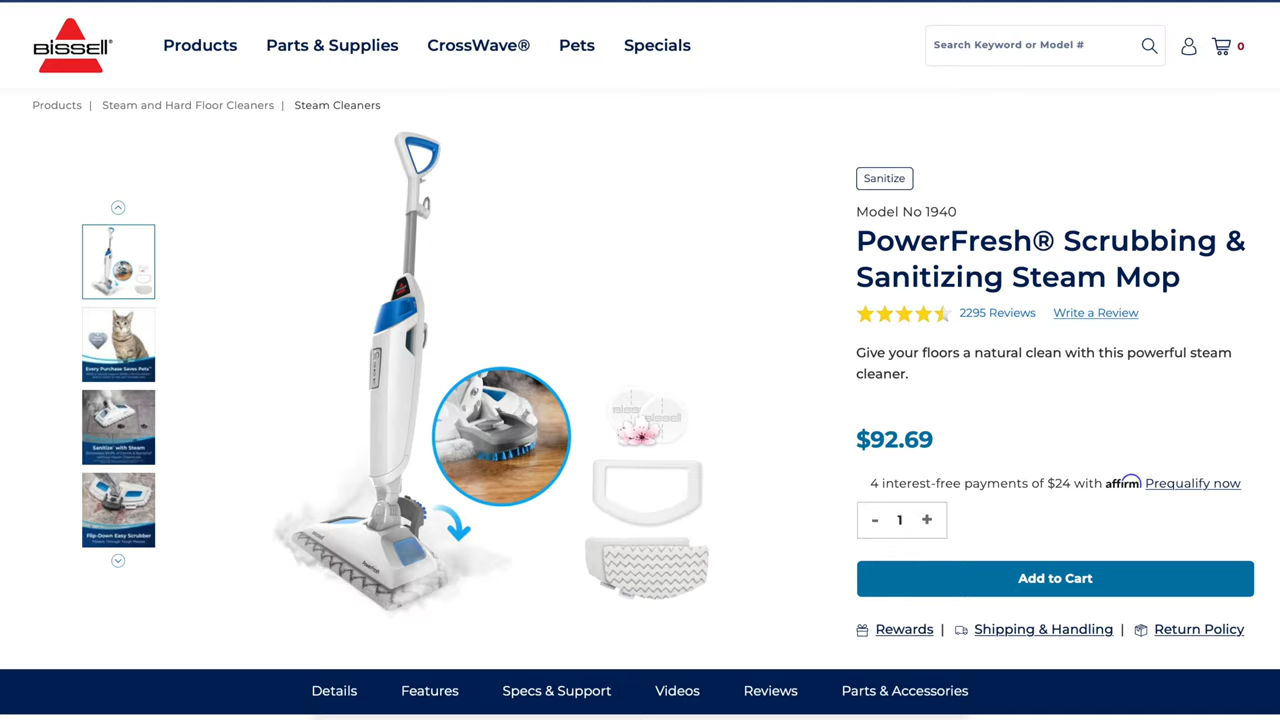 BISSELL®
Products
Parts & Supplies
CrossWave®
Pets
Specials
Search Keyword or Model #
0
Products | Steam and Hard Floor Cleaners | Steam Cleaners
Every Purchase Saves Pets™
Sanitize™ with Steam
Flip-Down Easy Scrubber
BISSELL
PowerFresh
Sanitize
Model No 1940
PowerFresh® Scrubbing &
Sanitizing Steam Mop
2295 Reviews
Write a Review
Give your floors a natural clean with this powerful steam
cleaner.
$92.69
4 interest-free payments of $24 with affirm Prequalify now
- 1 +
Add to Cart
Rewards | Shipping & Handling | Return Policy
Details
Features
Specs & Support
Videos
Reviews
Parts & Accessories